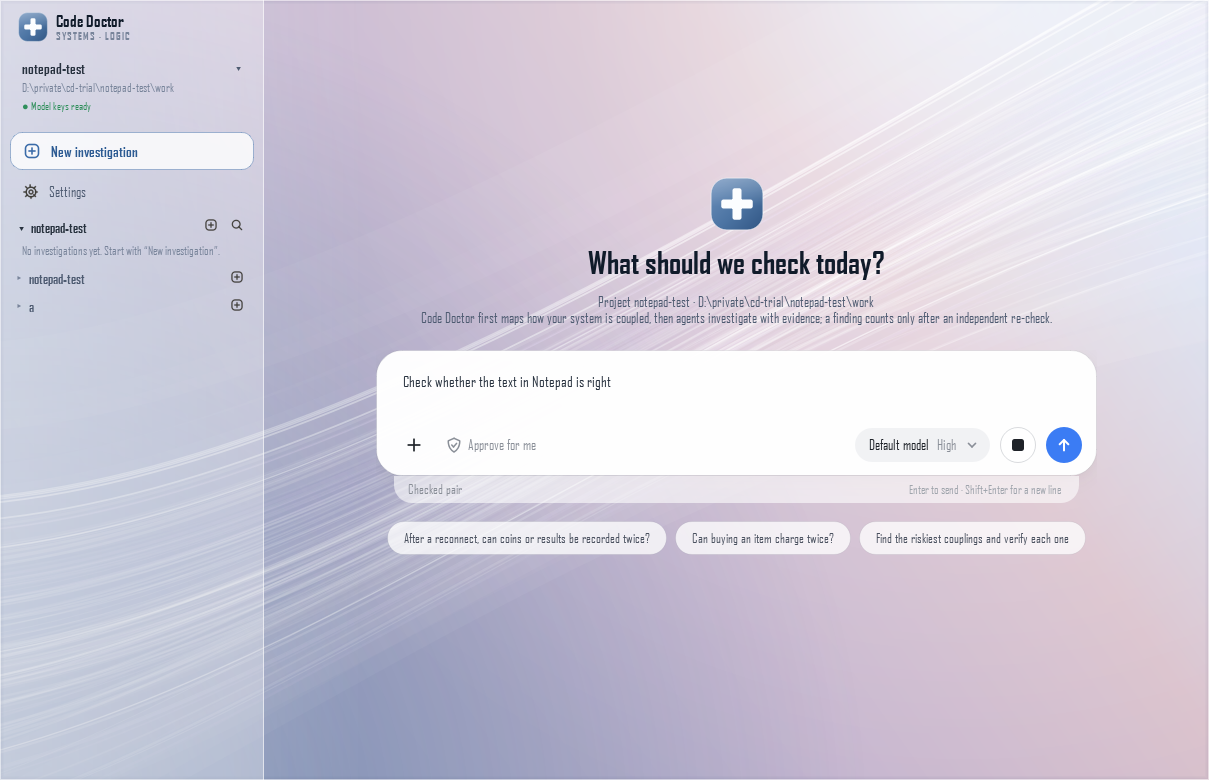 Code Doctor
SYSTEMS · LOGIC
notepad-test
D:\private\cd-trial\notepad-test\work
Model keys ready
New investigation
Settings
notepad-test
No investigations yet. Start with "New investigation".
notepad-test
a
What should we check today?
Project notepad-test · D:\private\cd-trial\notepad-test\work
Code Doctor first maps how your system is coupled, then agents investigate with evidence; a finding counts only after an independent re-check.
Check whether the text in Notepad is right
Approve for me
Default model High
Checked pair
Enter to send · Shift+Enter for a new line
After a reconnect, can coins or results be recorded twice?
Can buying an item charge twice?
Find the riskiest couplings and verify each one